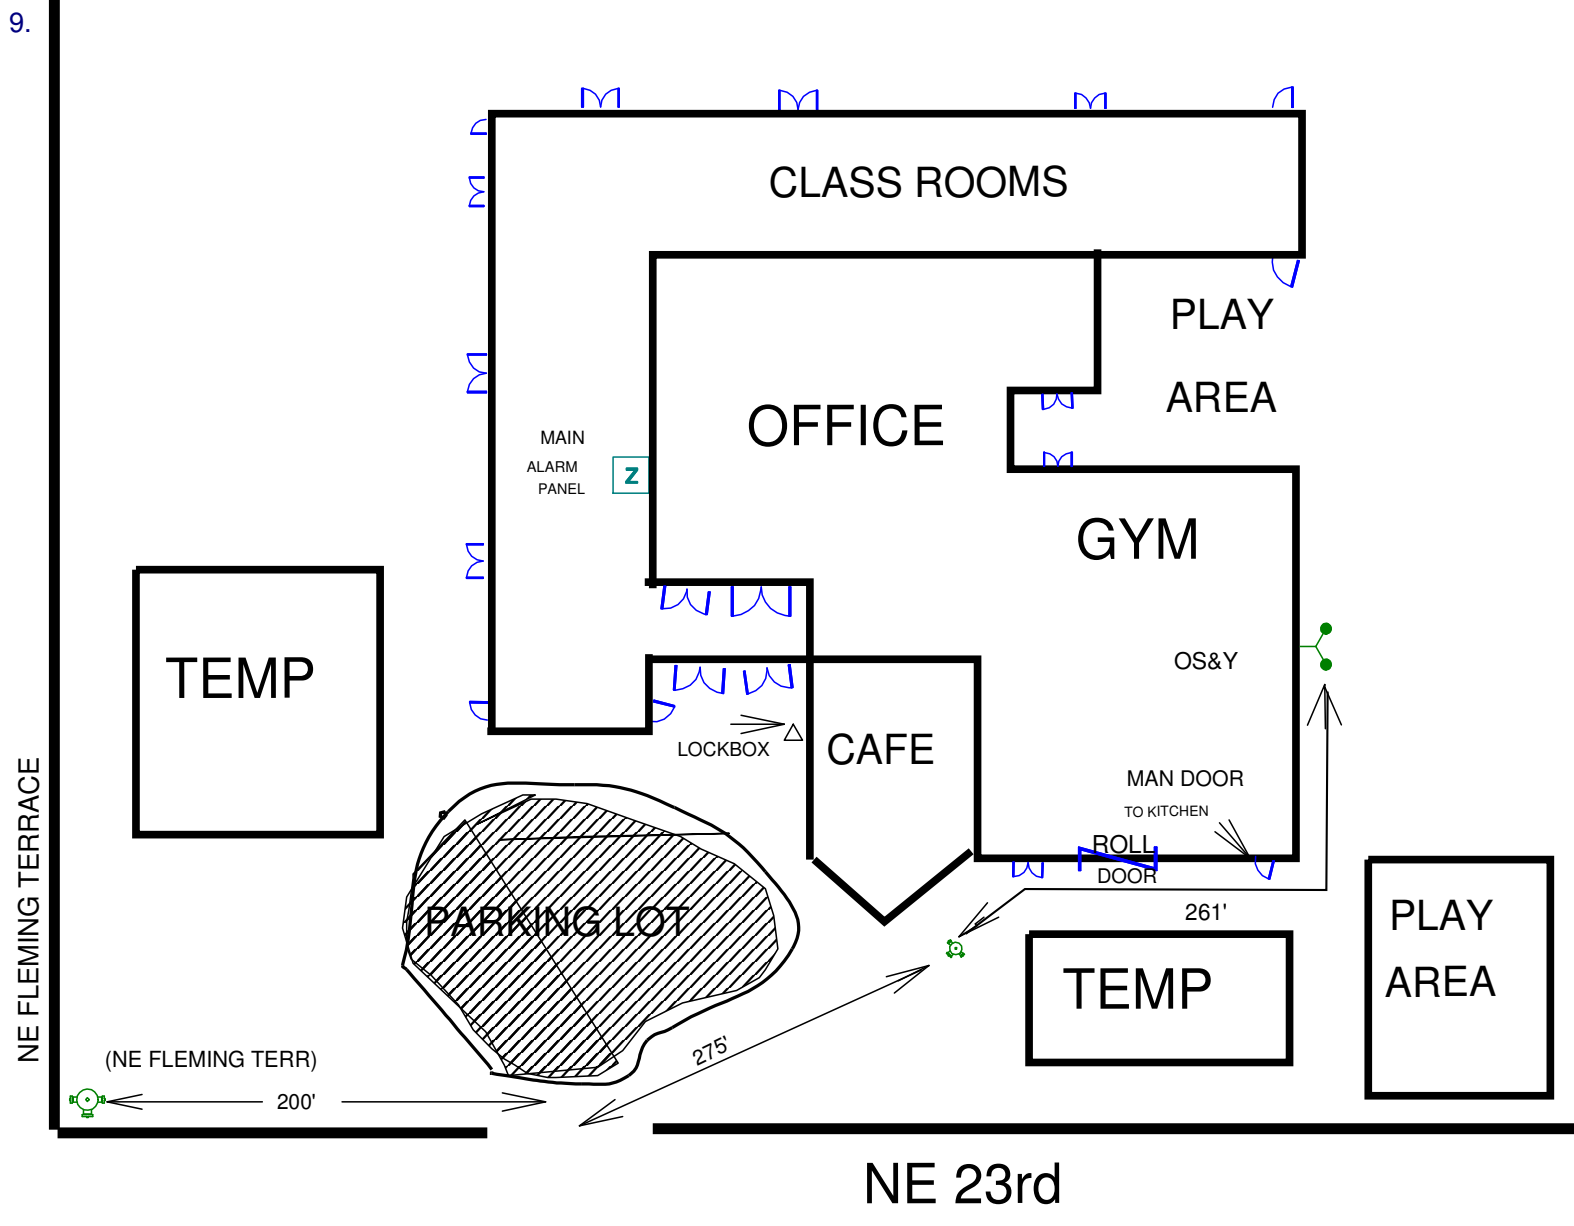 9.
CLASS ROOMS
PLAY
AREA
OFFICE
MAIN
ALARM
PANEL
Z
GYM
TEMP
OS&Y
LOCKBOX
CAFE
MAN DOOR
TO KITCHEN
ROLL
DOOR
261'
PARKING LOT
PLAY
AREA
TEMP
NE FLEMING TERRACE
(NE FLEMING TERR)
200'
275'
NE 23rd